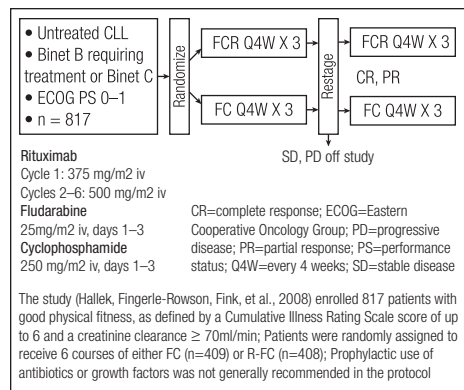 • Untreated CLL
• Binet B requiring
treatment or Binet C
• ECOG PS 0–1
• n = 817
Randomize
FCR Q4W X 3
FC Q4W X 3
Restage
FCR Q4W X 3
CR, PR
FC Q4W X 3
SD, PD off study
Rituximab
Cycle 1: 375 mg/m2 iv
Cycles 2–6: 500 mg/m2 iv
Fludarabine
25mg/m2 iv, days 1–3
Cyclophosphamide
250 mg/m2 iv, days 1–3
CR=complete response; ECOG=Eastern
Cooperative Oncology Group; PD=progressive
disease; PR=partial response; PS=performance
status; Q4W=every 4 weeks; SD=stable disease
The study (Hallek, Fingerle-Rowson, Fink, et al., 2008) enrolled 817 patients with
good physical fitness, as defined by a Cumulative Illness Rating Scale score of up
to 6 and a creatinine clearance ≥ 70ml/min; Patients were randomly assigned to
receive 6 courses of either FC (n=409) or R-FC (n=408); Prophylactic use of
antibiotics or growth factors was not generally recommended in the protocol